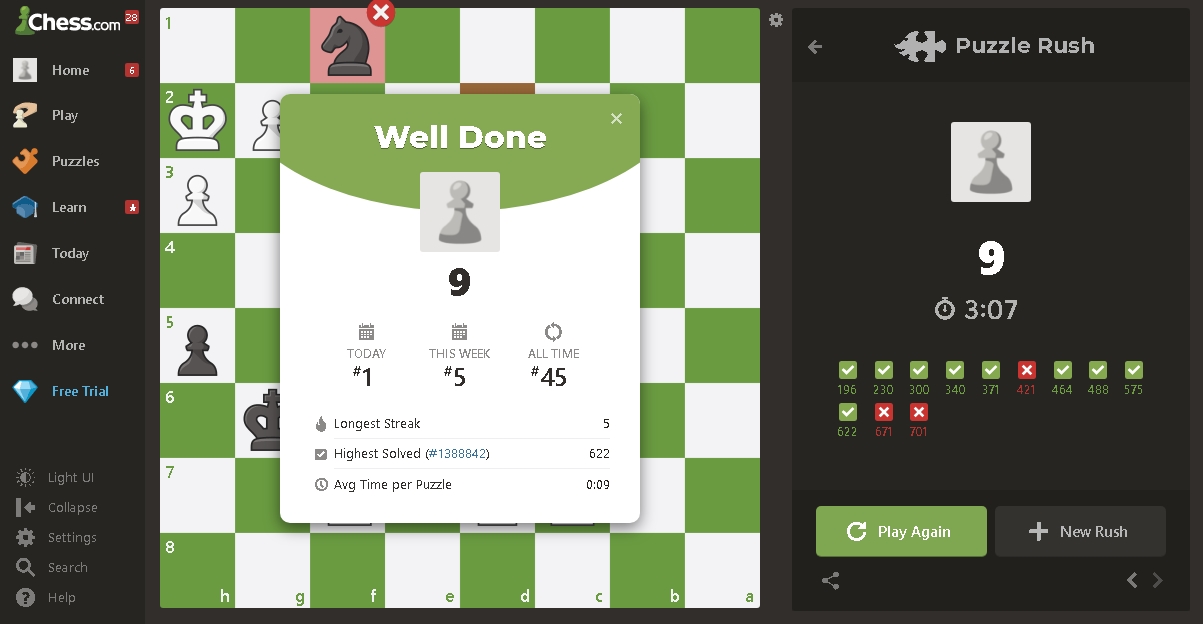 Chess.com 28
Home 6
Play
Puzzles
Learn
Today
Connect
More
Free Trial
Light UI
Collapse
Settings
Search
Help
1
2
3
4
5
6
7
8
h g f e d c b a
Well Done
×
9
TODAY THIS WEEK ALL TIME
#1 #5 #45
Longest Streak 5
Highest Solved (#1388842) 622
Avg Time per Puzzle 0:09
Puzzle Rush
9
3:07
196 230 300 340 371 421 464 488 575
622 671 701
Play Again
New Rush